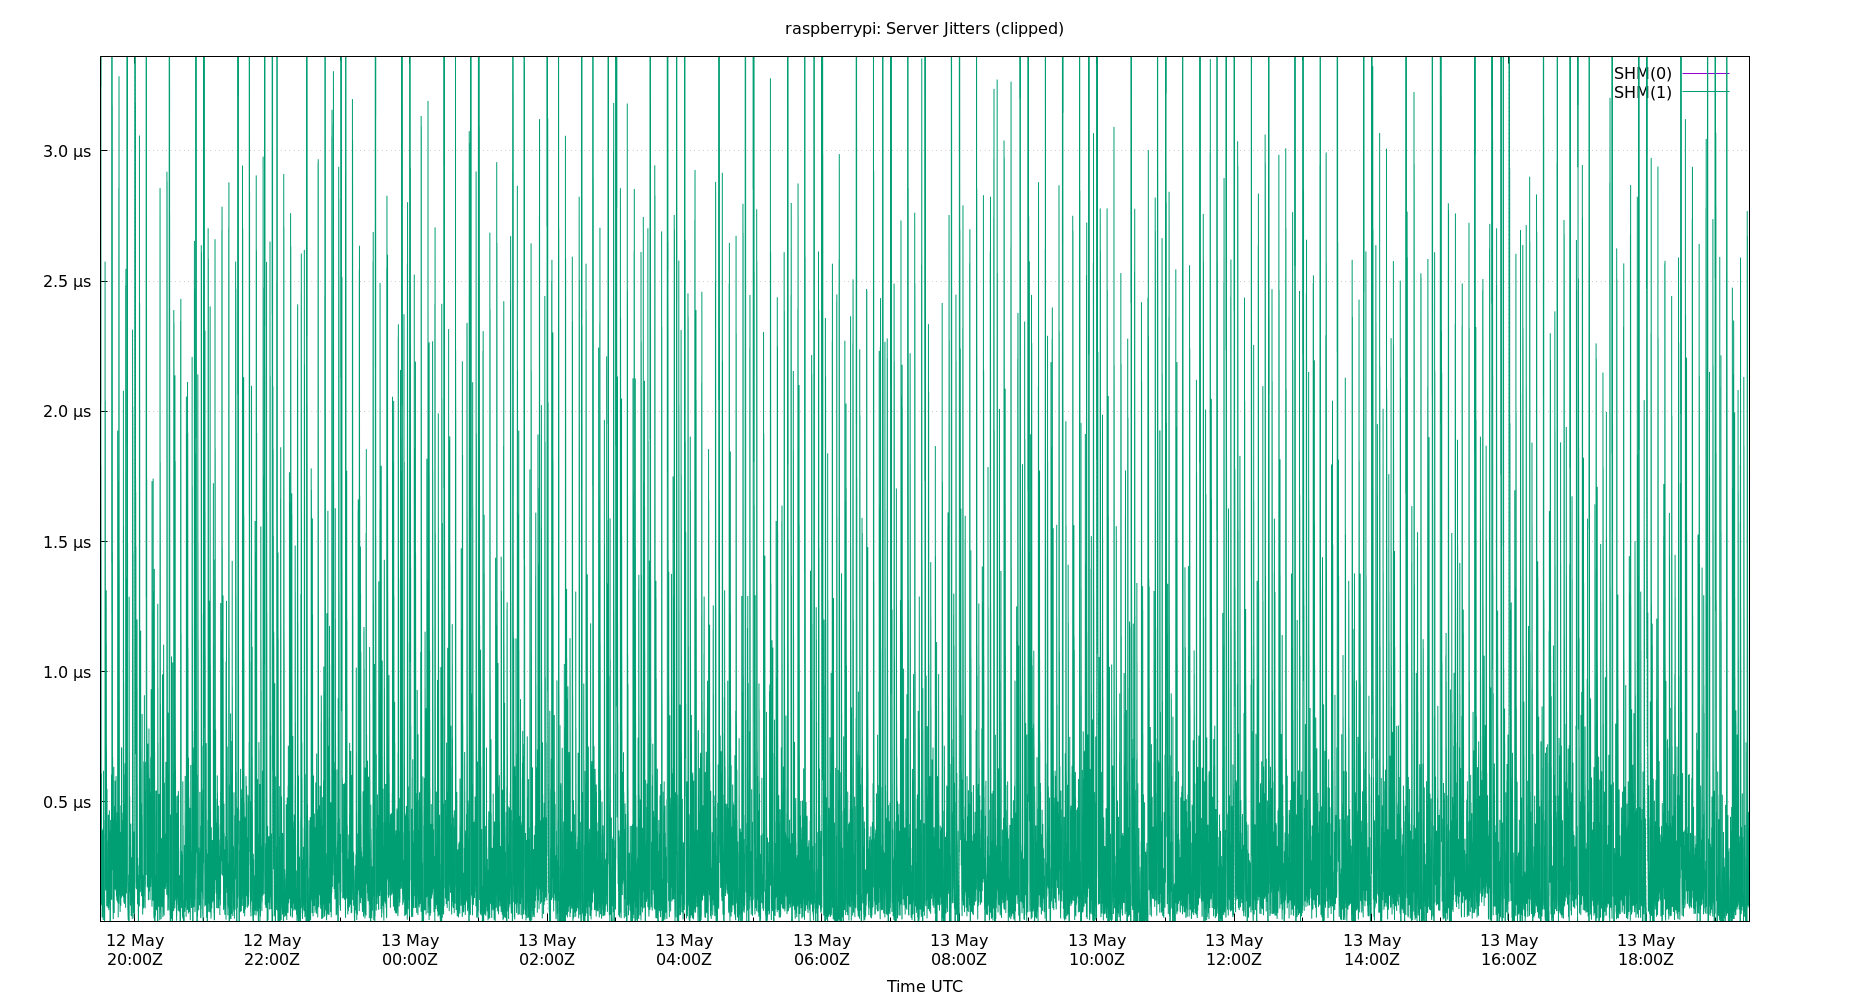 raspberrypi: Server Jitters (clipped)
SHM(0)
SHM(1)
3.0 µs
2.5 µs
2.0 µs
1.5 µs
1.0 µs
0.5 µs
12 May 12 May 13 May 13 May 13 May 13 May 13 May 13 May 13 May 13 May 13 May 13 May
20:00Z 22:00Z 00:00Z 02:00Z 04:00Z 06:00Z 08:00Z 10:00Z 12:00Z 14:00Z 16:00Z 18:00Z
Time UTC